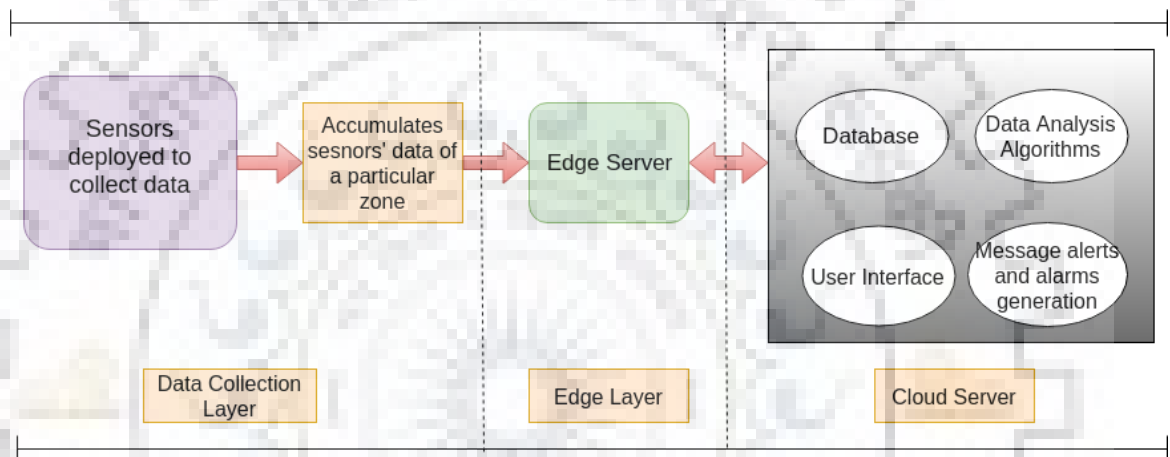 Sensors
deployed to
collect data
Accumulates
sesnors' data of
a particular
zone
Edge Server
Database
Data Analysis
Algorithms
User Interface
Message alerts
and alarms
generation
Data Collection
Layer
Edge Layer
Cloud Server